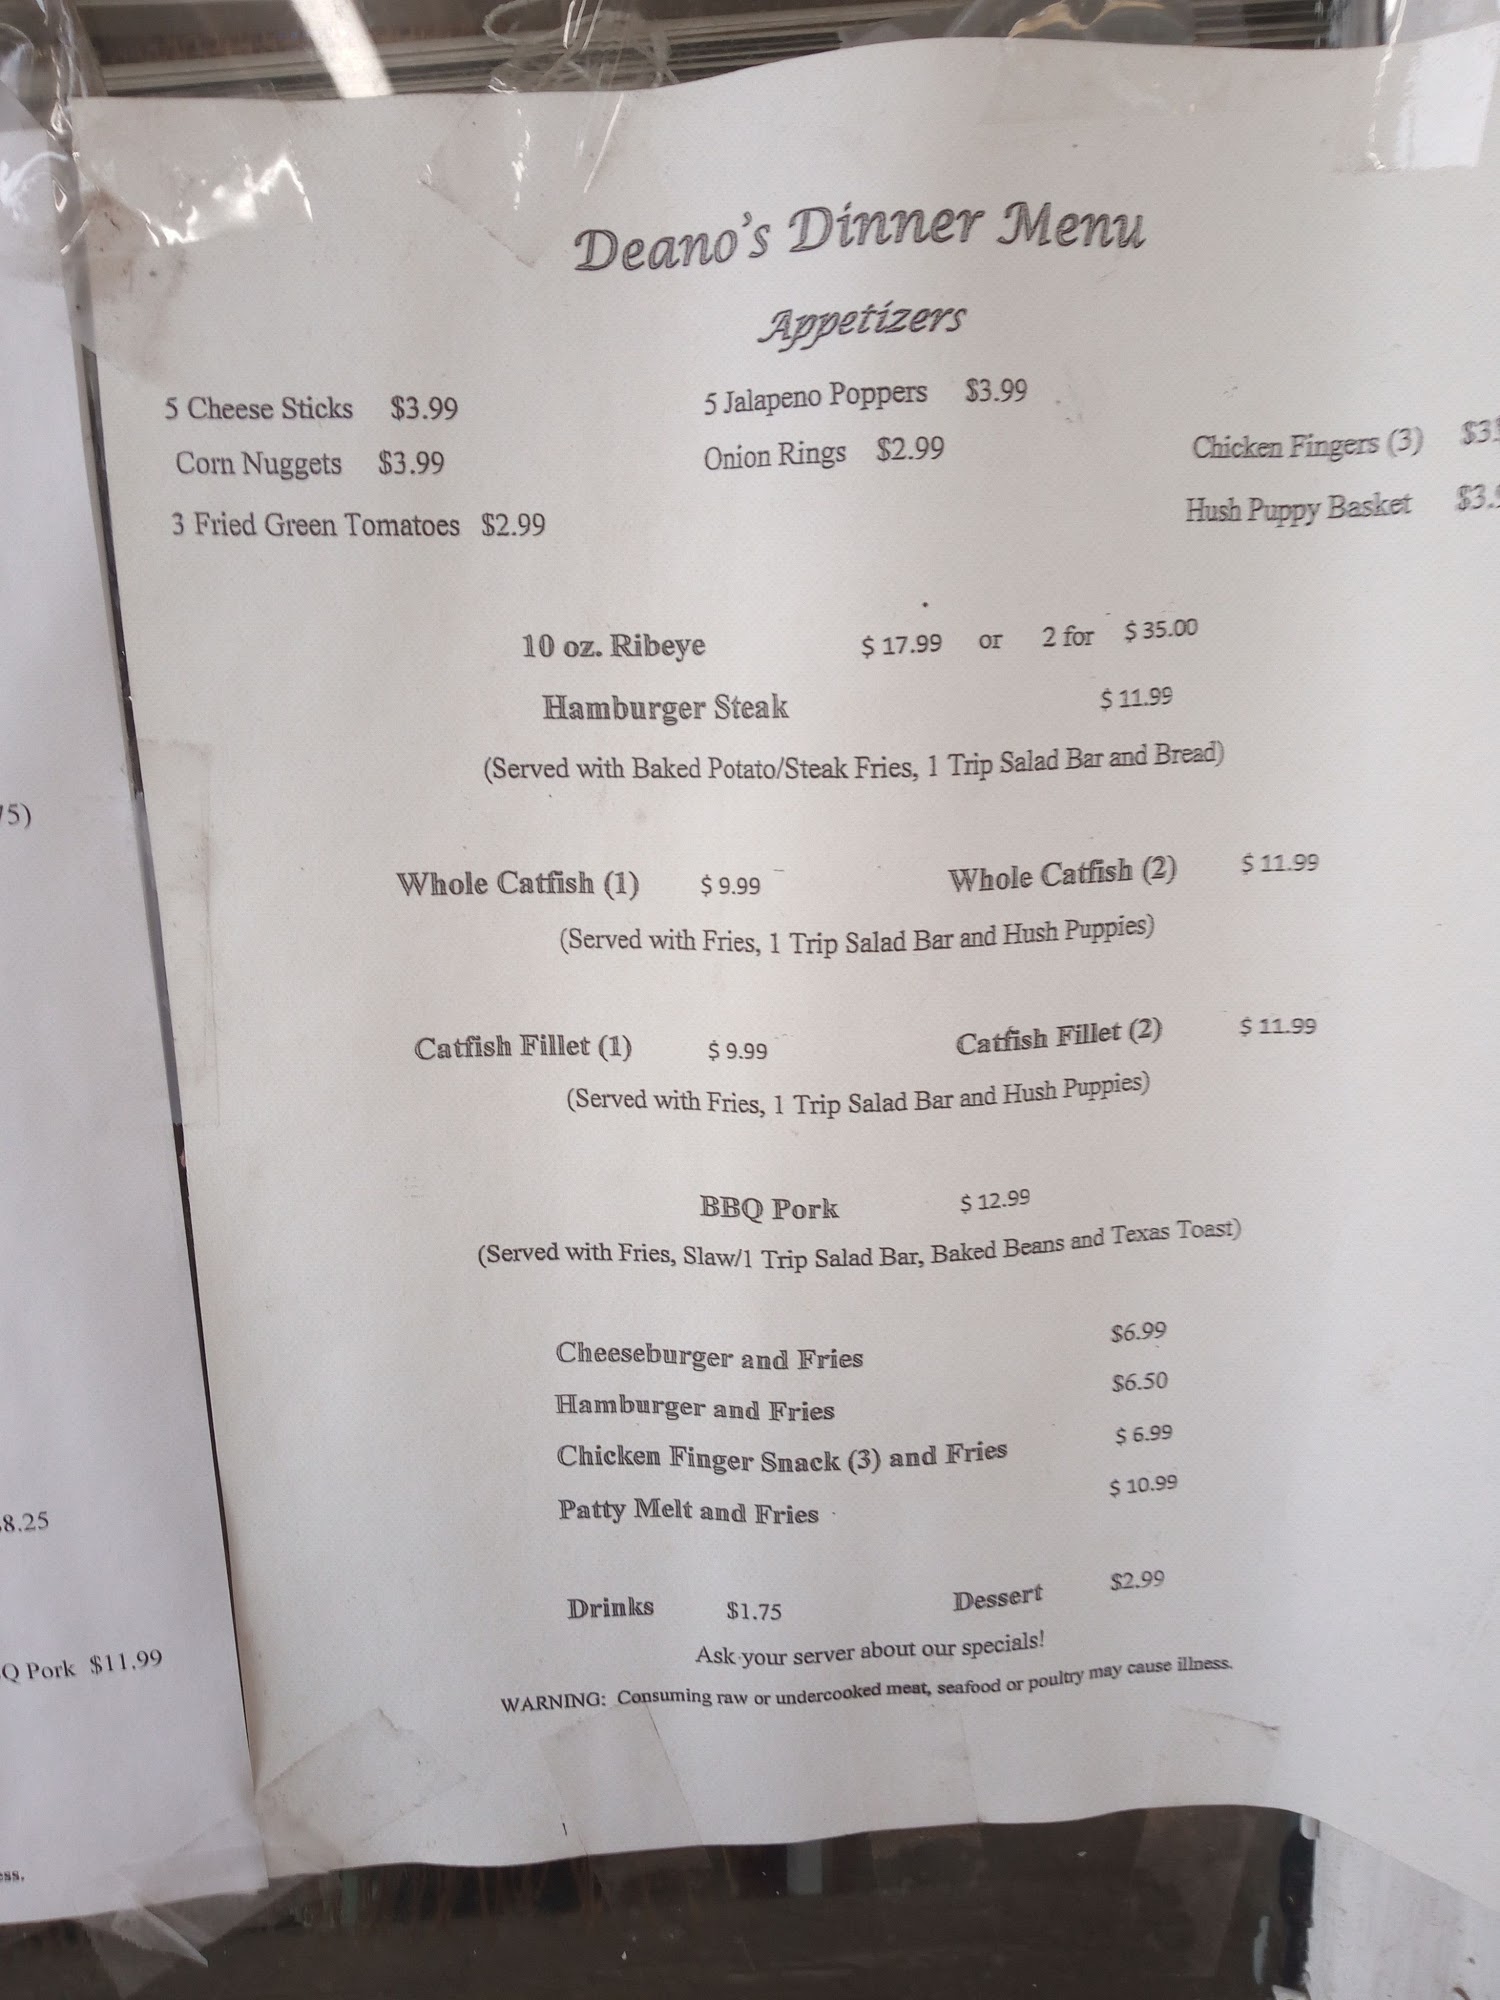 Deano's Dinner Menu
Appetizers
5 Cheese Sticks $3.99 5 Jalapeno Poppers $3.99
Corn Nuggets $3.99 Onion Rings $2.99 Chicken Fingers (3)
3 Fried Green Tomatoes $2.99 Hush Puppy Basket
10 oz. Ribeye $ 17.99 or 2 for $ 35.00
Hamburger Steak $ 11.99
(Served with Baked Potato/Steak Fries, 1 Trip Salad Bar and Bread)
Whole Catfish (1) $ 9.99 Whole Catfish (2) $ 11.99
(Served with Fries, 1 Trip Salad Bar and Hush Puppies)
Catfish Fillet (1) $ 9.99 Catfish Fillet (2) $ 11.99
(Served with Fries, 1 Trip Salad Bar and Hush Puppies)
BBQ Pork $ 12.99
(Served with Fries, Slaw/1 Trip Salad Bar, Baked Beans and Texas Toast)
Cheeseburger and Fries $6.99
Hamburger and Fries $6.50
Chicken Finger Snack (3) and Fries $ 6.99
Patty Melt and Fries $ 10.99
Drinks $1.75 Dessert $2.99
Ask your server about our specials!
WARNING: Consuming raw or undercooked meat, seafood or poultry may cause illness.
8.25
Q Pork $11.99